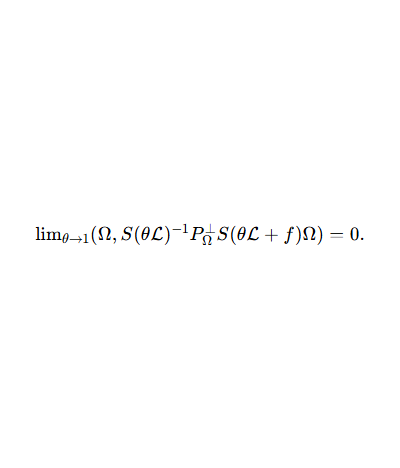 lim_{θ→1}(Ω, S(θℒ)^{-1}P_Ω^⊥S(θℒ + f)Ω) = 0.